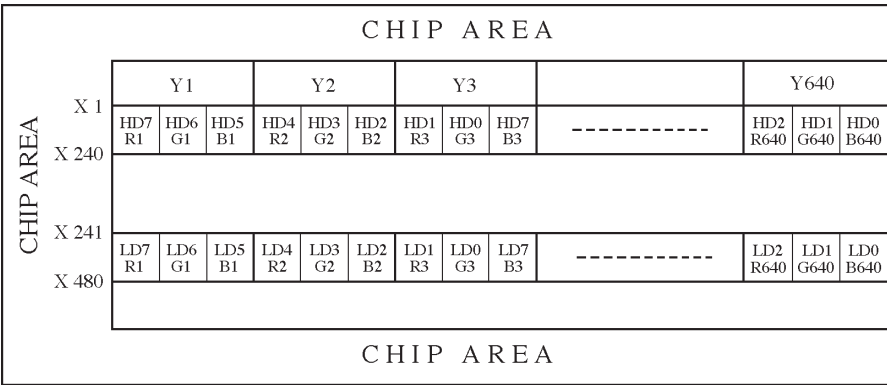 CHIP AREA
Y1 Y2 Y3 Y640
X 1
HD7 HD6 HD5 HD4 HD3 HD2 HD1 HD0 HD7 HD2 HD1 HD0
R1 G1 B1 R2 G2 B2 R3 G3 B3 R640 G640 B640
X 240
CHIP AREA
X 241
LD7 LD6 LD5 LD4 LD3 LD2 LD1 LD0 LD7 LD2 LD1 LD0
R1 G1 B1 R2 G2 B2 R3 G3 B3 R640 G640 B640
X 480
CHIP AREA